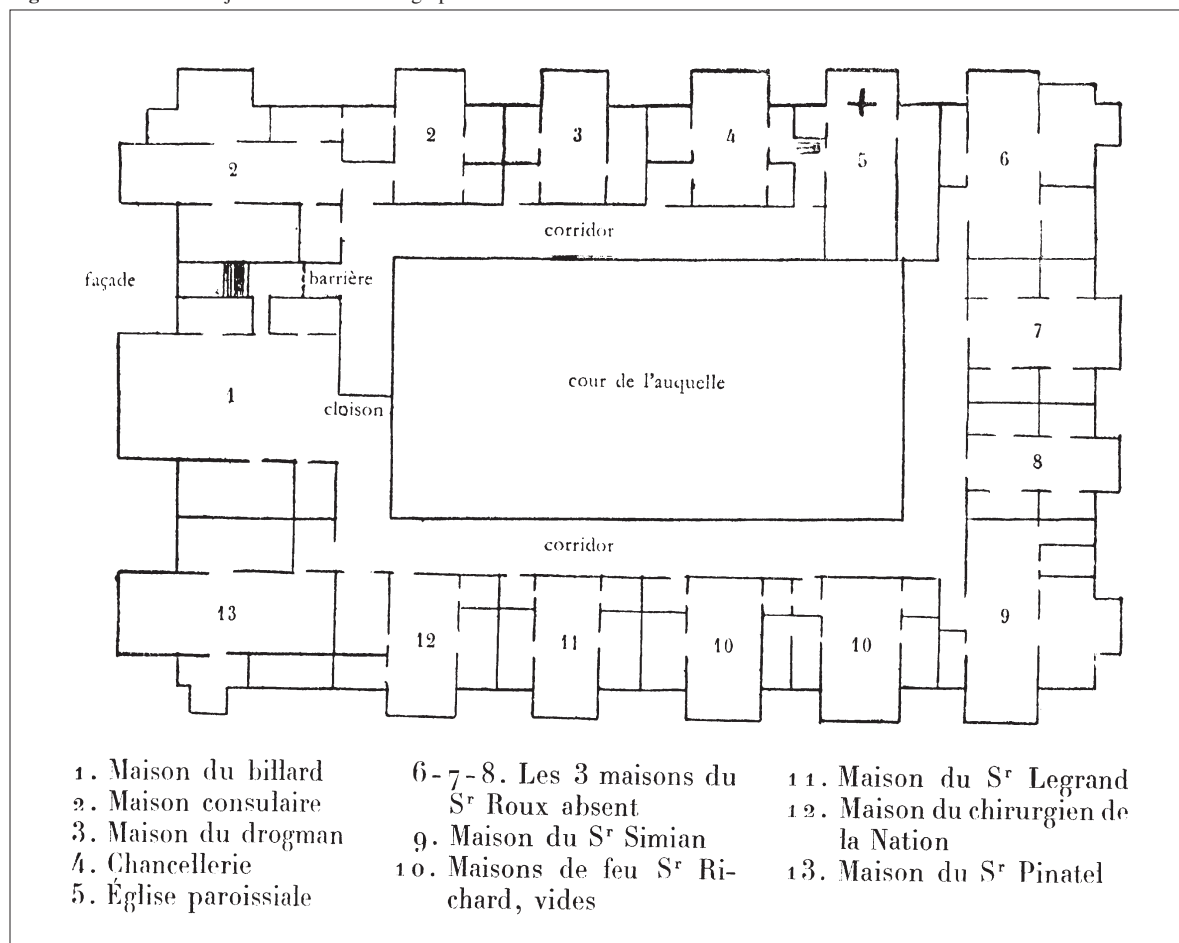 2
3
4
5
6
2
corridor
façade
barrière
7
cour de l'auquelle
1
cloison
8
corridor
13
12
11
10
10
9
1. Maison du billard
2. Maison consulaire
3. Maison du drogman
4. Chancellerie
5. Église paroissiale
6-7-8. Les 3 maisons du
Sr Roux absent
9. Maison du Sr Simian
10. Maisons de feu Sr Ri-
chard, vides
11. Maison du Sr Legrand
12. Maison du chirurgien de
la Nation
13. Maison du Sr Pinatel